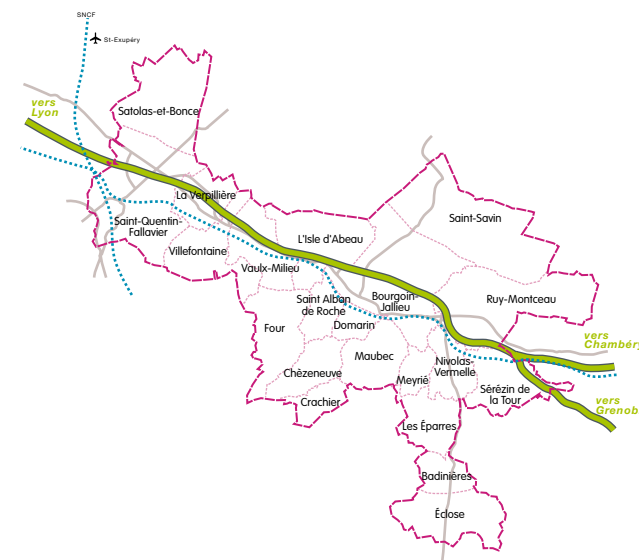 SNCF
St-Exupéry
vers
Lyon
Satolas-et-Bonce
La Verpillière
Saint-Quentin-
Fallavier
Villefontaine
L'Isle d'Abeau
Saint-Savin
Vaulx-Milieu
Saint Alban
de Roche
Bourgoin-
Jallieu
Ruy-Montceau
Four
Domarin
vers
Chambéry
Maubec
Nivolas-
Vermelle
Chèzeneuve
Meyrié
Sérézin de
la Tour
Crachier
vers
Grenob
Les Éparres
Badinières
Éclose